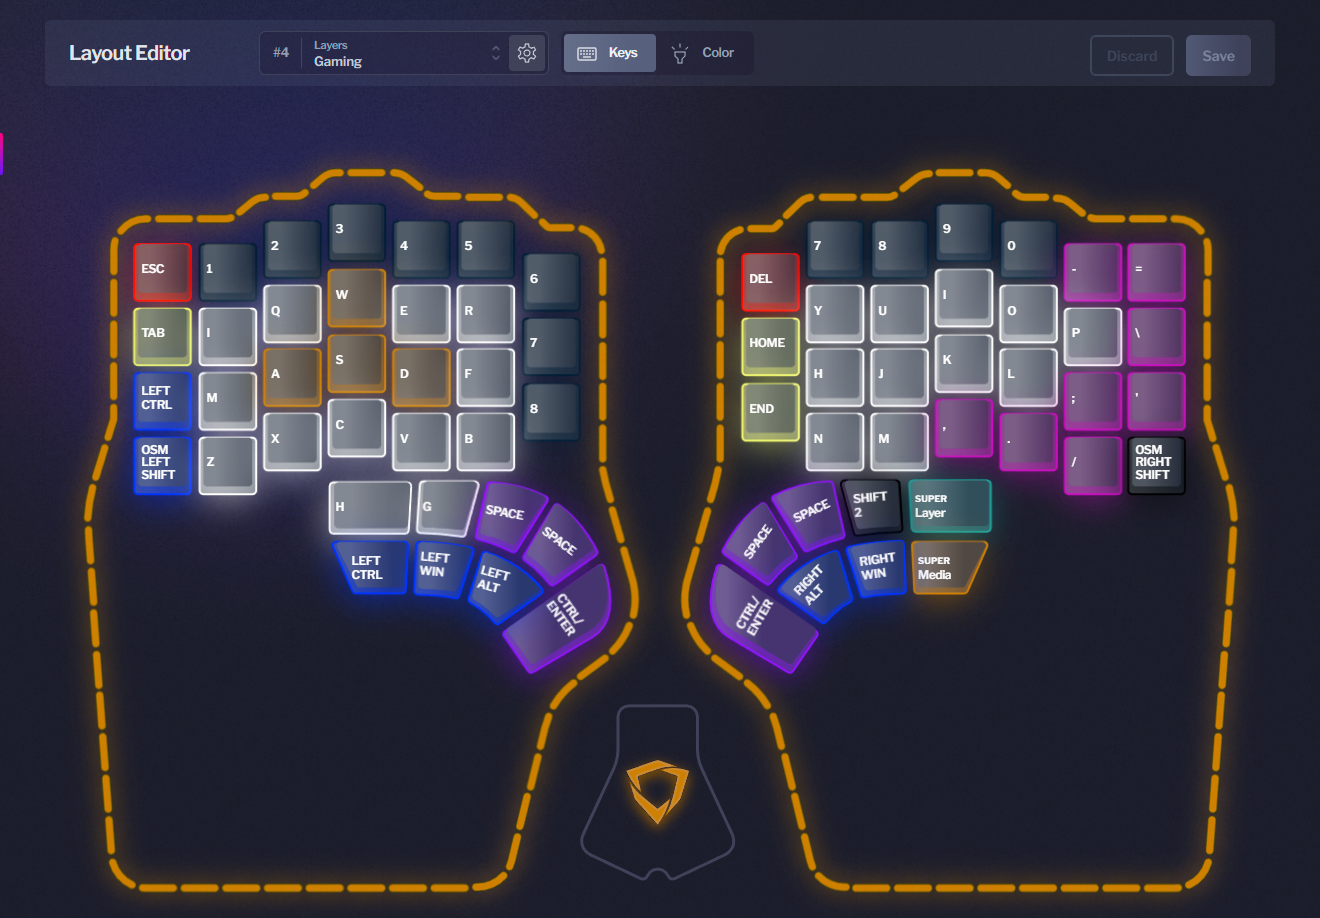 Layout Editor
#4
Layers
Gaming
Keys
Color
Discard
Save
ESC
1
2
3
4
5
6
TAB
I
Q
W
E
R
7
LEFT
CTRL
M
A
S
D
F
8
OSM
LEFT
SHIFT
Z
X
C
V
B
H
G
SPACE
SPACE
LEFT
CTRL
LEFT
WIN
LEFT
ALT
CTRL/
ENTER
DEL
7
8
9
0
-
=
HOME
Y
U
I
O
P
\
END
H
J
K
L
;
'
N
M
,
.
/
OSM
RIGHT
SHIFT
SPACE
SPACE
SHIFT
2
SUPER
Layer
CTRL/
ENTER
RIGHT
ALT
RIGHT
WIN
SUPER
Media